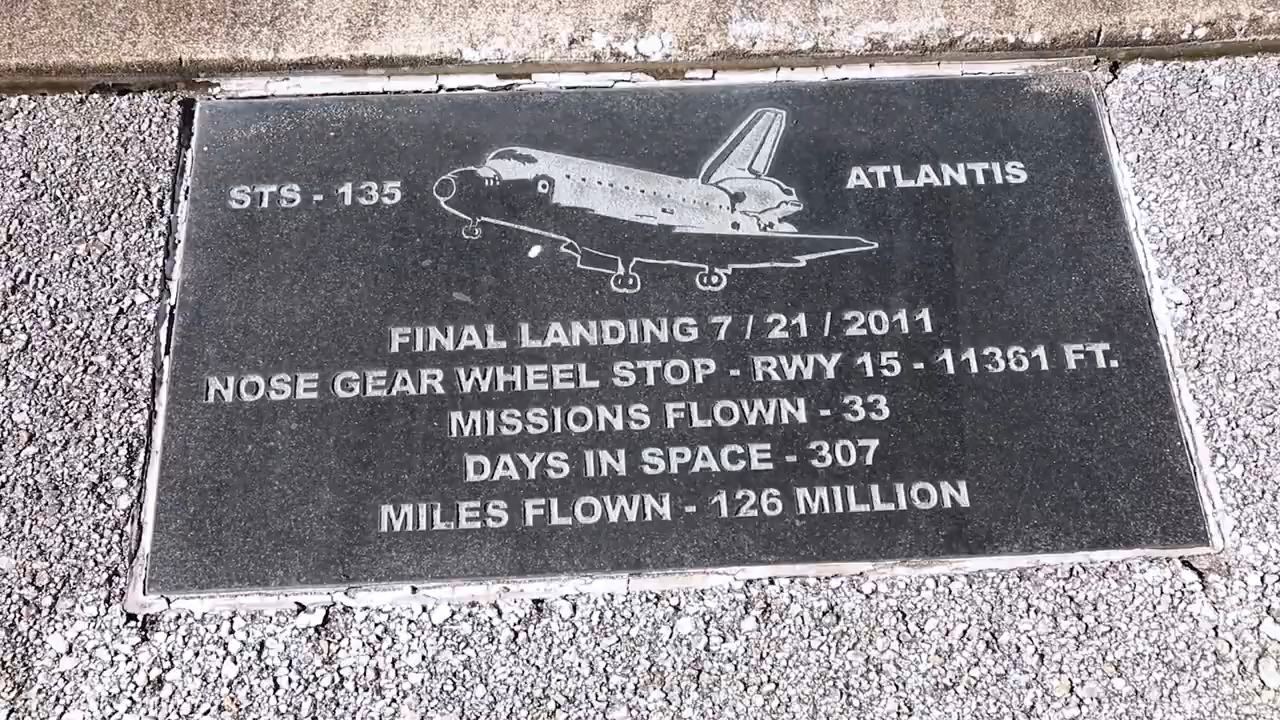 STS - 135 ATLANTIS
FINAL LANDING 7 / 21 / 2011
NOSE GEAR WHEEL STOP - RWY 15 - 11361 FT.
MISSIONS FLOWN - 33
DAYS IN SPACE - 307
MILES FLOWN - 126 MILLION